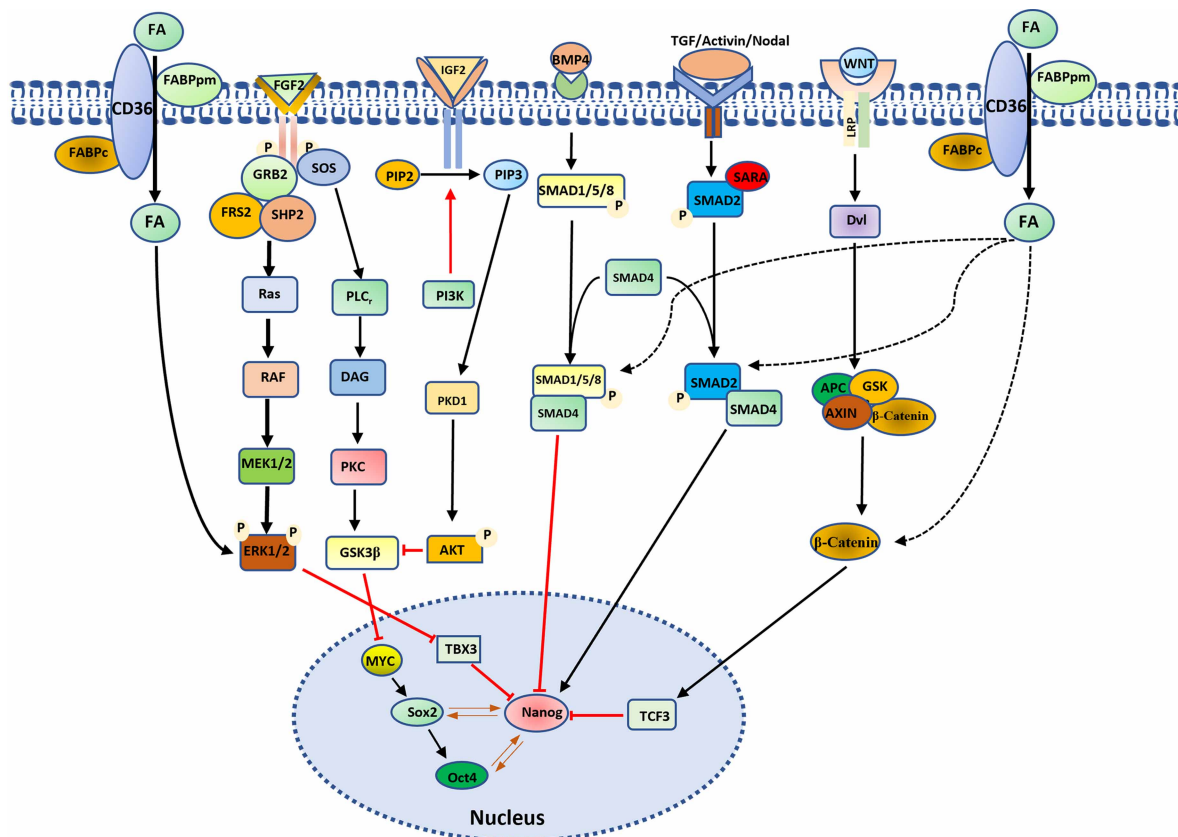 FA
FABPpm
CD36
FABPc
FA
FGF2
P
P
GRB2
SOS
FRS2
SHP2
Ras
RAF
MEK1/2
P
P
ERK1/2
PLCr
DAG
PKC
GSK3β
IGF2
PIP2
PIP3
PI3K
PKD1
AKT
P
BMP4
SMAD1/5/8
P
SMAD4
SMAD1/5/8
P
SMAD4
TGF/Activin/Nodal
SARA
SMAD2
P
SMAD2
P
SMAD4
WNT
LRP
Dvl
APC
GSK
AXIN
β-Catenin
β-Catenin
FA
FABPpm
CD36
FABPc
FA
TBX3
MYC
Sox2
Nanog
TCF3
Oct4
Nucleus